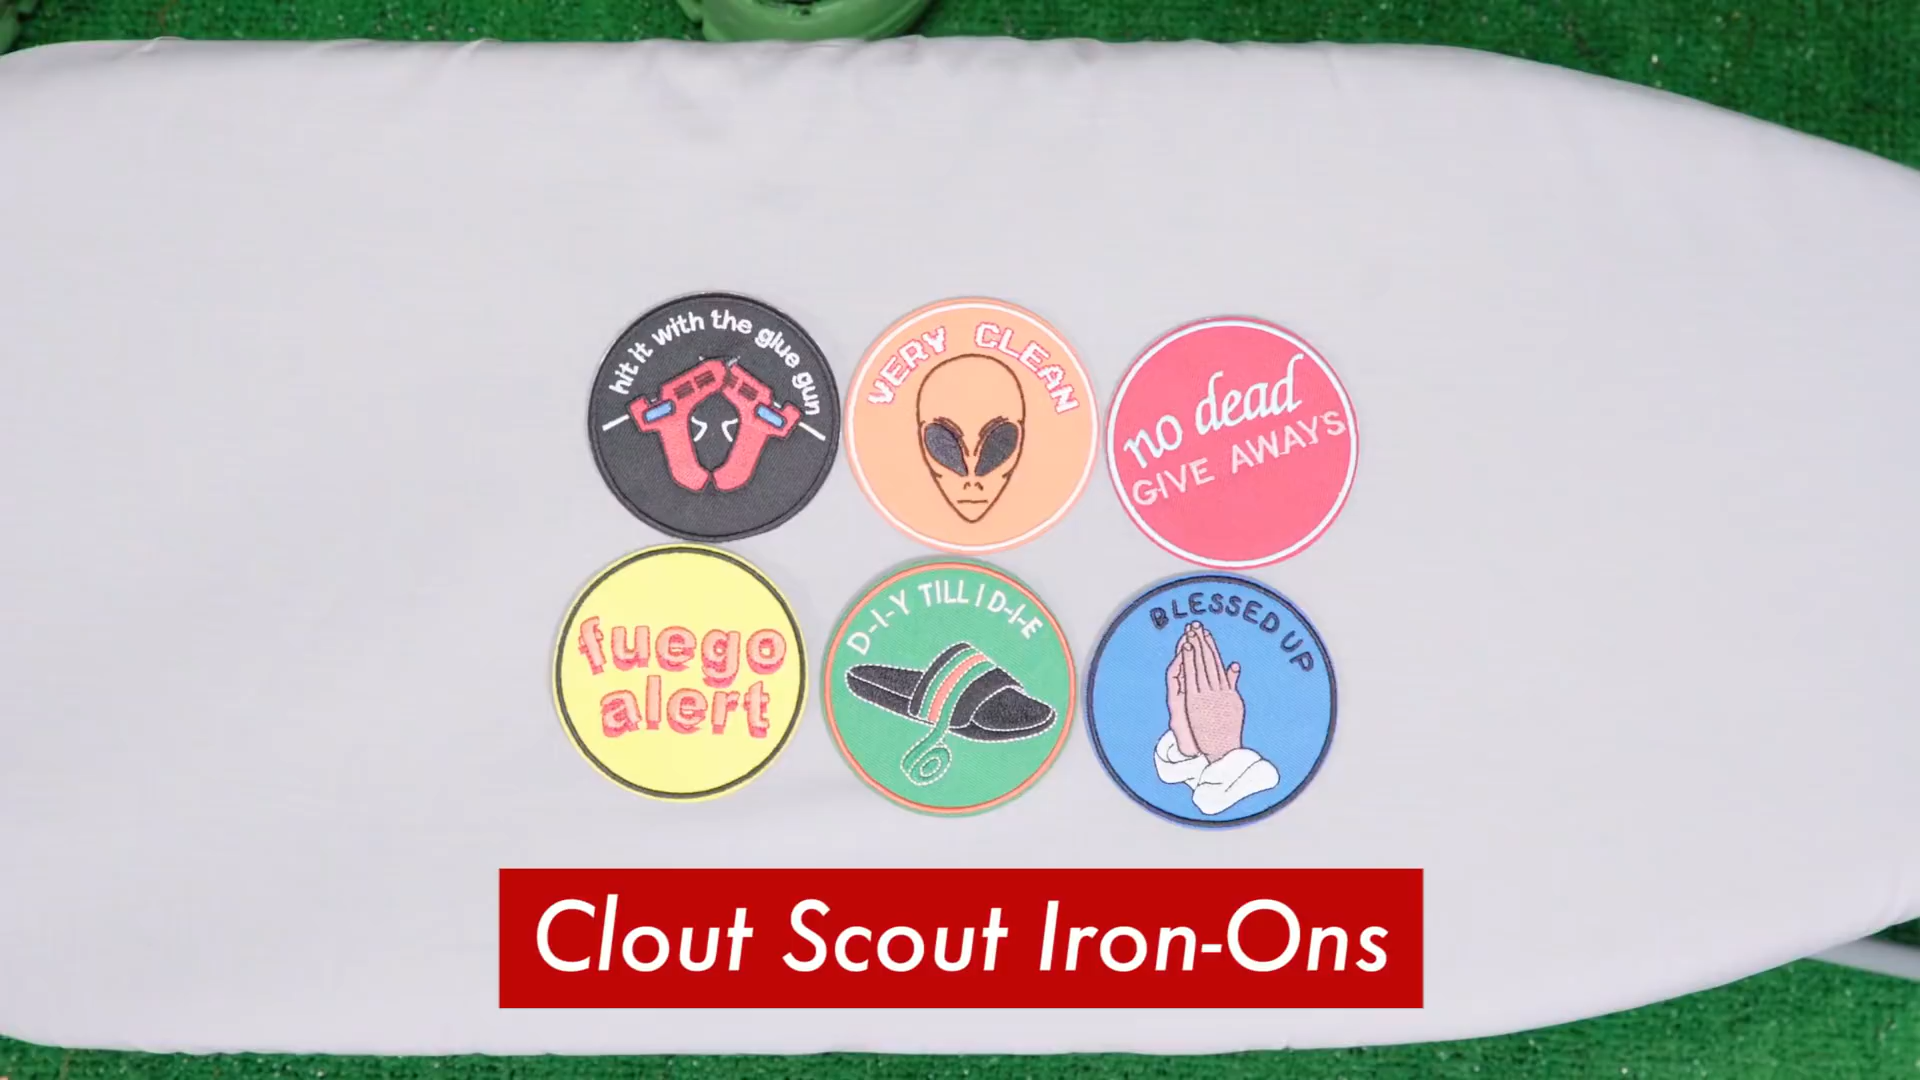 hit it with the glue gun
VERY CLEAN
no dead
GIVE AWAYS
fuego
alert
D-I-Y TILL I D-I-E
BLESSED UP
Clout Scout Iron-Ons